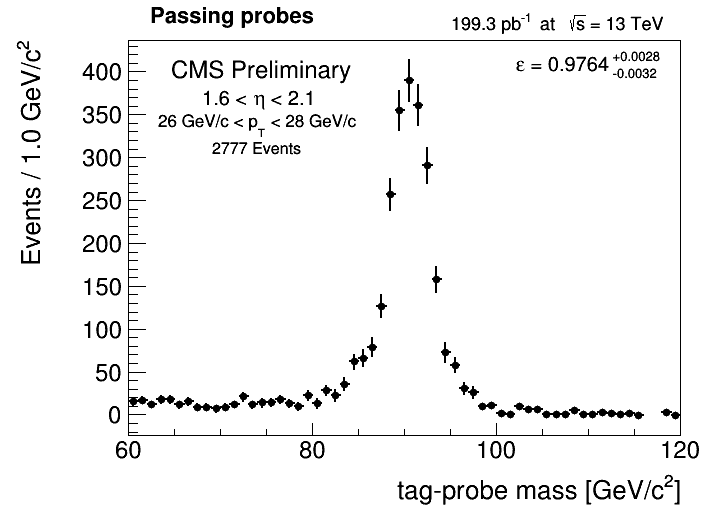 Passing probes
199.3 pb⁻¹ at √s = 13 TeV
CMS Preliminary
ε = 0.9764 +0.0028 -0.0032
1.6 < η < 2.1
26 GeV/c < p_T < 28 GeV/c
2777 Events
Events / 1.0 GeV/c²
400
350
300
250
200
150
100
50
0
60 80 100 120
tag-probe mass [GeV/c²]